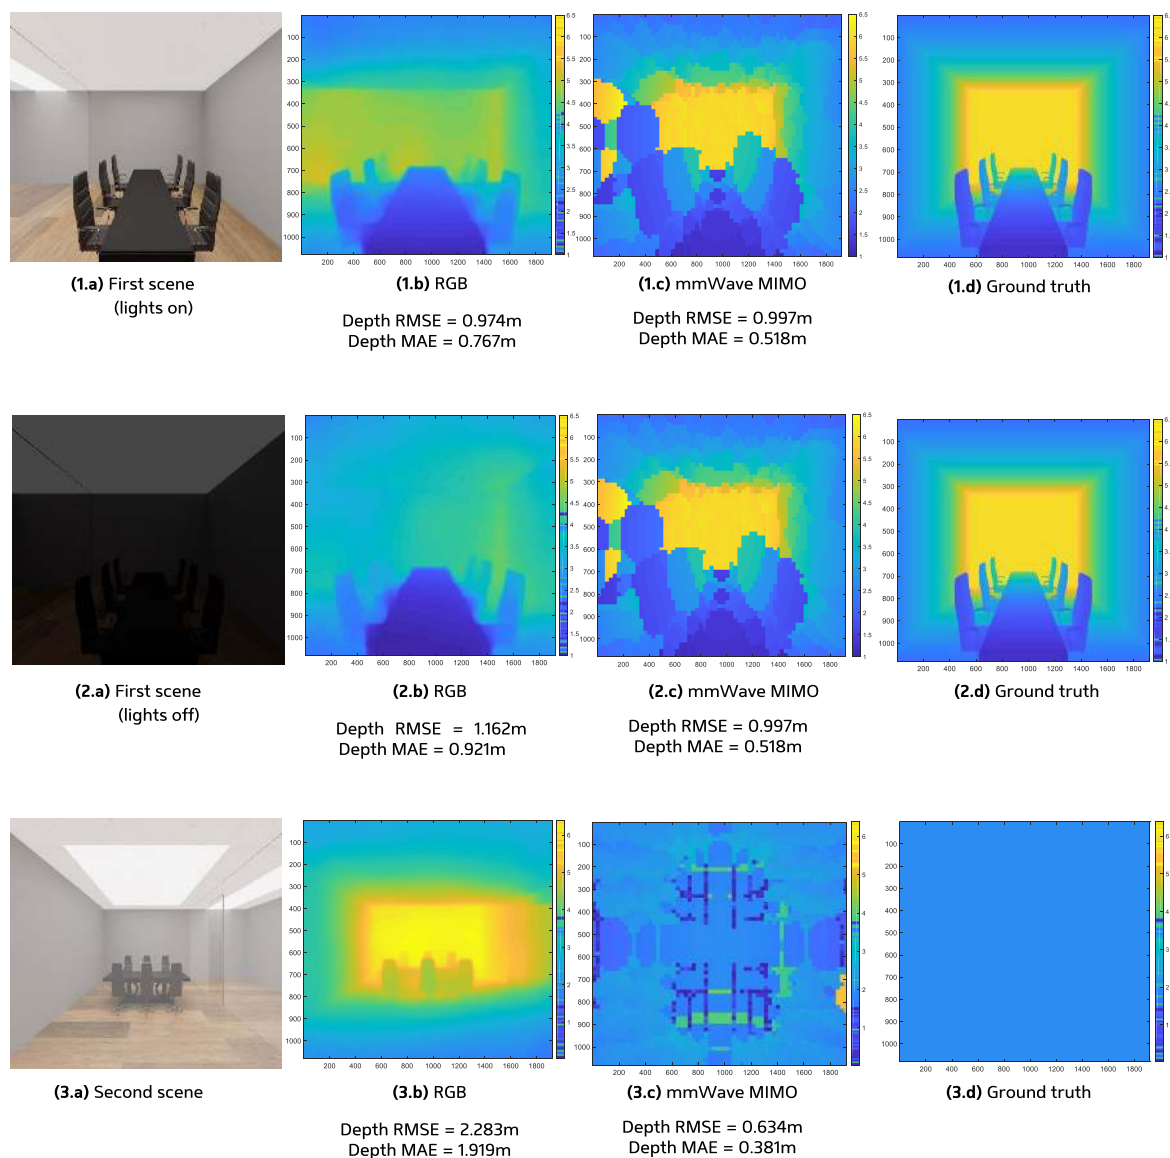 (1.a) First scene
(lights on)
(1.b) RGB
Depth RMSE = 0.974m
Depth MAE = 0.767m
(1.c) mmWave MIMO
Depth RMSE = 0.997m
Depth MAE = 0.518m
(1.d) Ground truth
(2.a) First scene
(lights off)
(2.b) RGB
Depth RMSE = 1.162m
Depth MAE = 0.921m
(2.c) mmWave MIMO
Depth RMSE = 0.997m
Depth MAE = 0.518m
(2.d) Ground truth
(3.a) Second scene
(3.b) RGB
Depth RMSE = 2.283m
Depth MAE = 1.919m
(3.c) mmWave MIMO
Depth RMSE = 0.634m
Depth MAE = 0.381m
(3.d) Ground truth